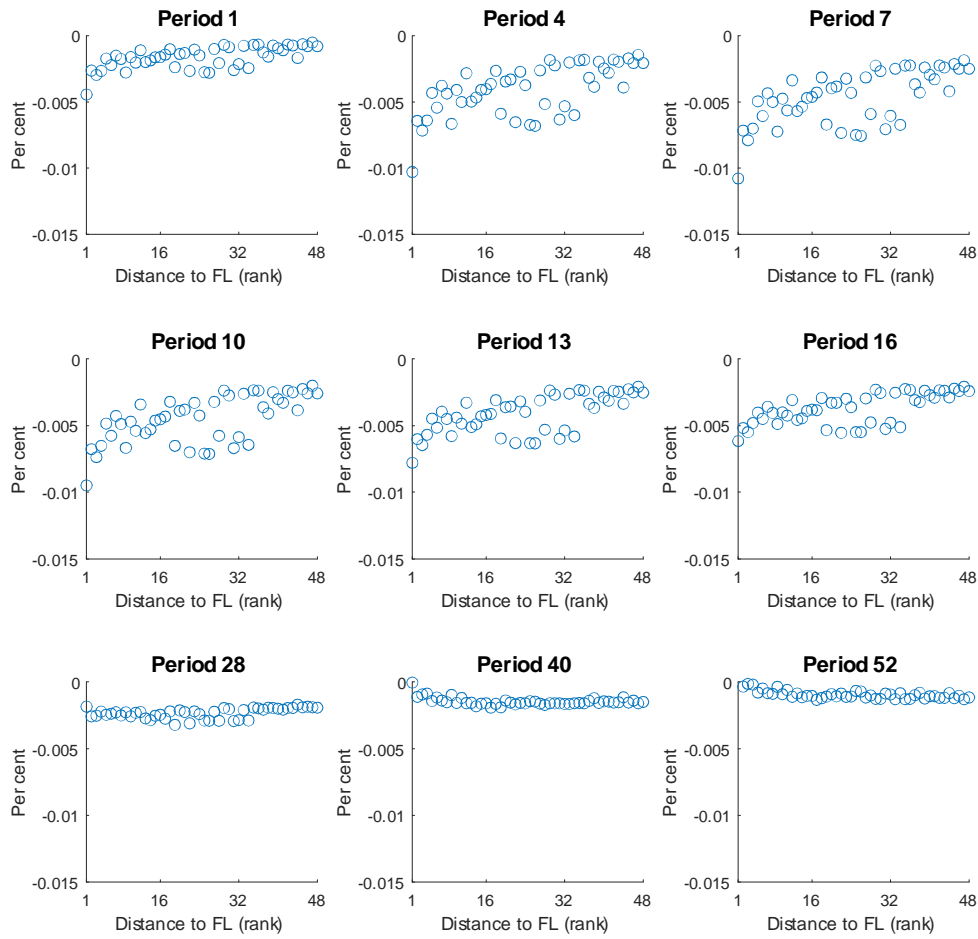 Period 1
Period 4
Period 7
0
-0.005
-0.01
-0.015
Per cent
1
16
32
48
Distance to FL (rank)
0
-0.005
-0.01
-0.015
Per cent
1
16
32
48
Distance to FL (rank)
0
-0.005
-0.01
-0.015
Per cent
1
16
32
48
Distance to FL (rank)
Period 10
Period 13
Period 16
0
-0.005
-0.01
-0.015
Per cent
1
16
32
48
Distance to FL (rank)
0
-0.005
-0.01
-0.015
Per cent
1
16
32
48
Distance to FL (rank)
0
-0.005
-0.01
-0.015
Per cent
1
16
32
48
Distance to FL (rank)
Period 28
Period 40
Period 52
0
-0.005
-0.01
-0.015
Per cent
1
16
32
48
Distance to FL (rank)
0
-0.005
-0.01
-0.015
Per cent
1
16
32
48
Distance to FL (rank)
0
-0.005
-0.01
-0.015
Per cent
1
16
32
48
Distance to FL (rank)